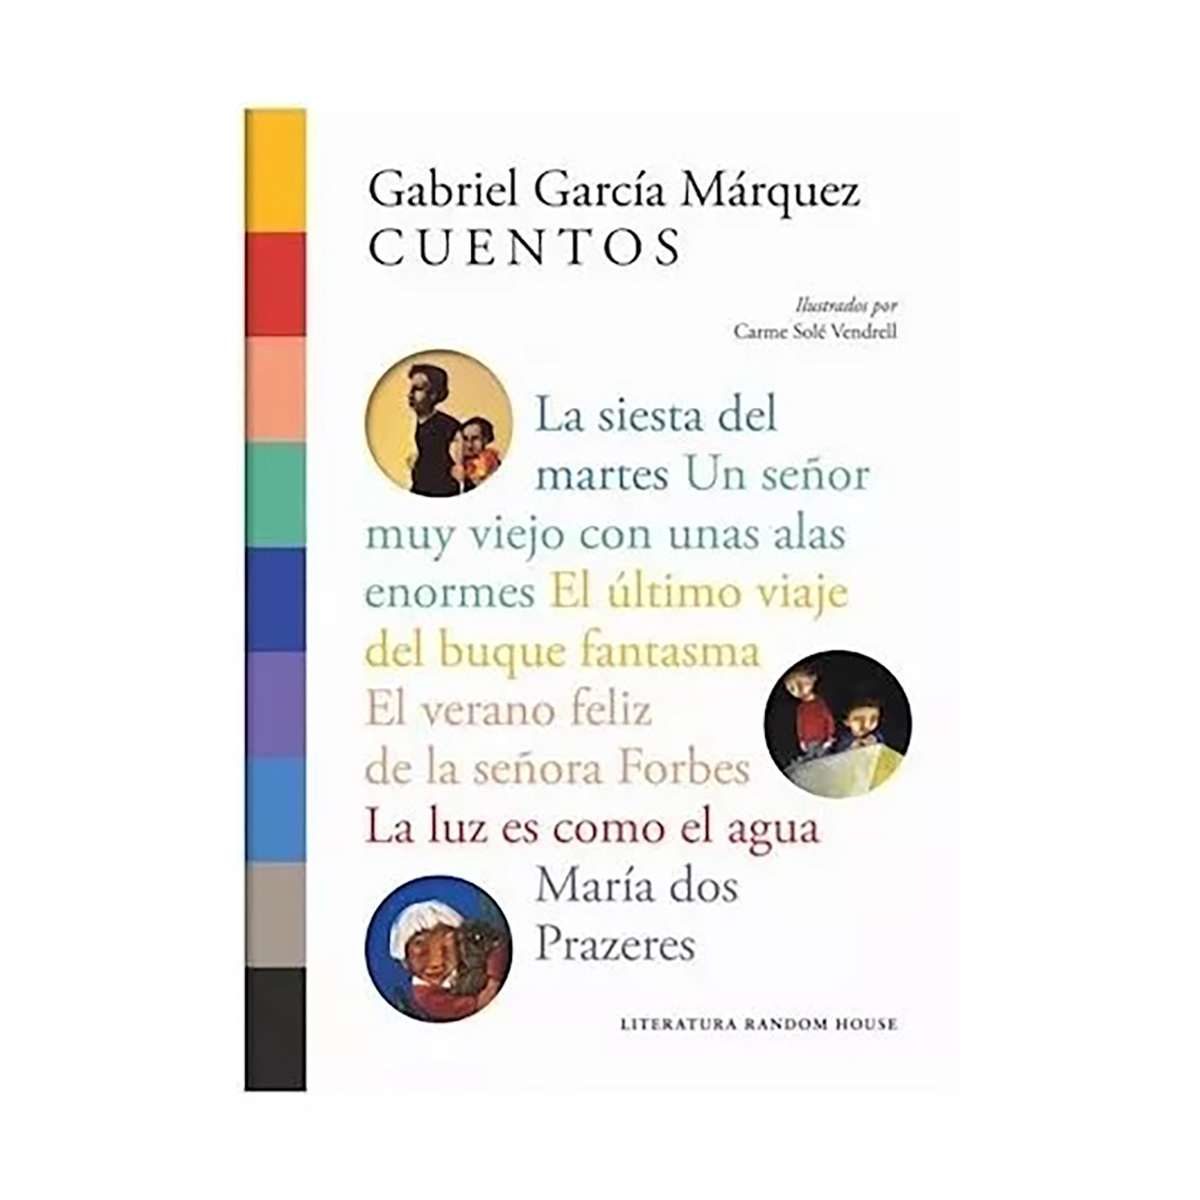 Gabriel García Márquez
CUENTOS
Ilustrados por
Carme Solé Vendrell
La siesta del
martes Un señor
muy viejo con unas alas
enormes El último viaje
del buque fantasma
El verano feliz
de la señora Forbes
La luz es como el agua
María dos
Prazeres
LITERATURA RANDOM HOUSE